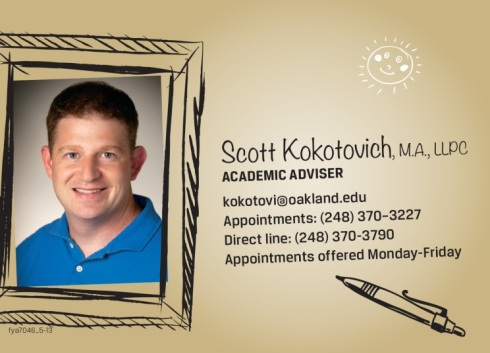 Scott Kokotovich, M.A., LLPC
ACADEMIC ADVISER
kokotovi@oakland.edu
Appointments: (248) 370-3227
Direct line: (248) 370-3790
Appointments offered Monday-Friday
fya7046_5-13